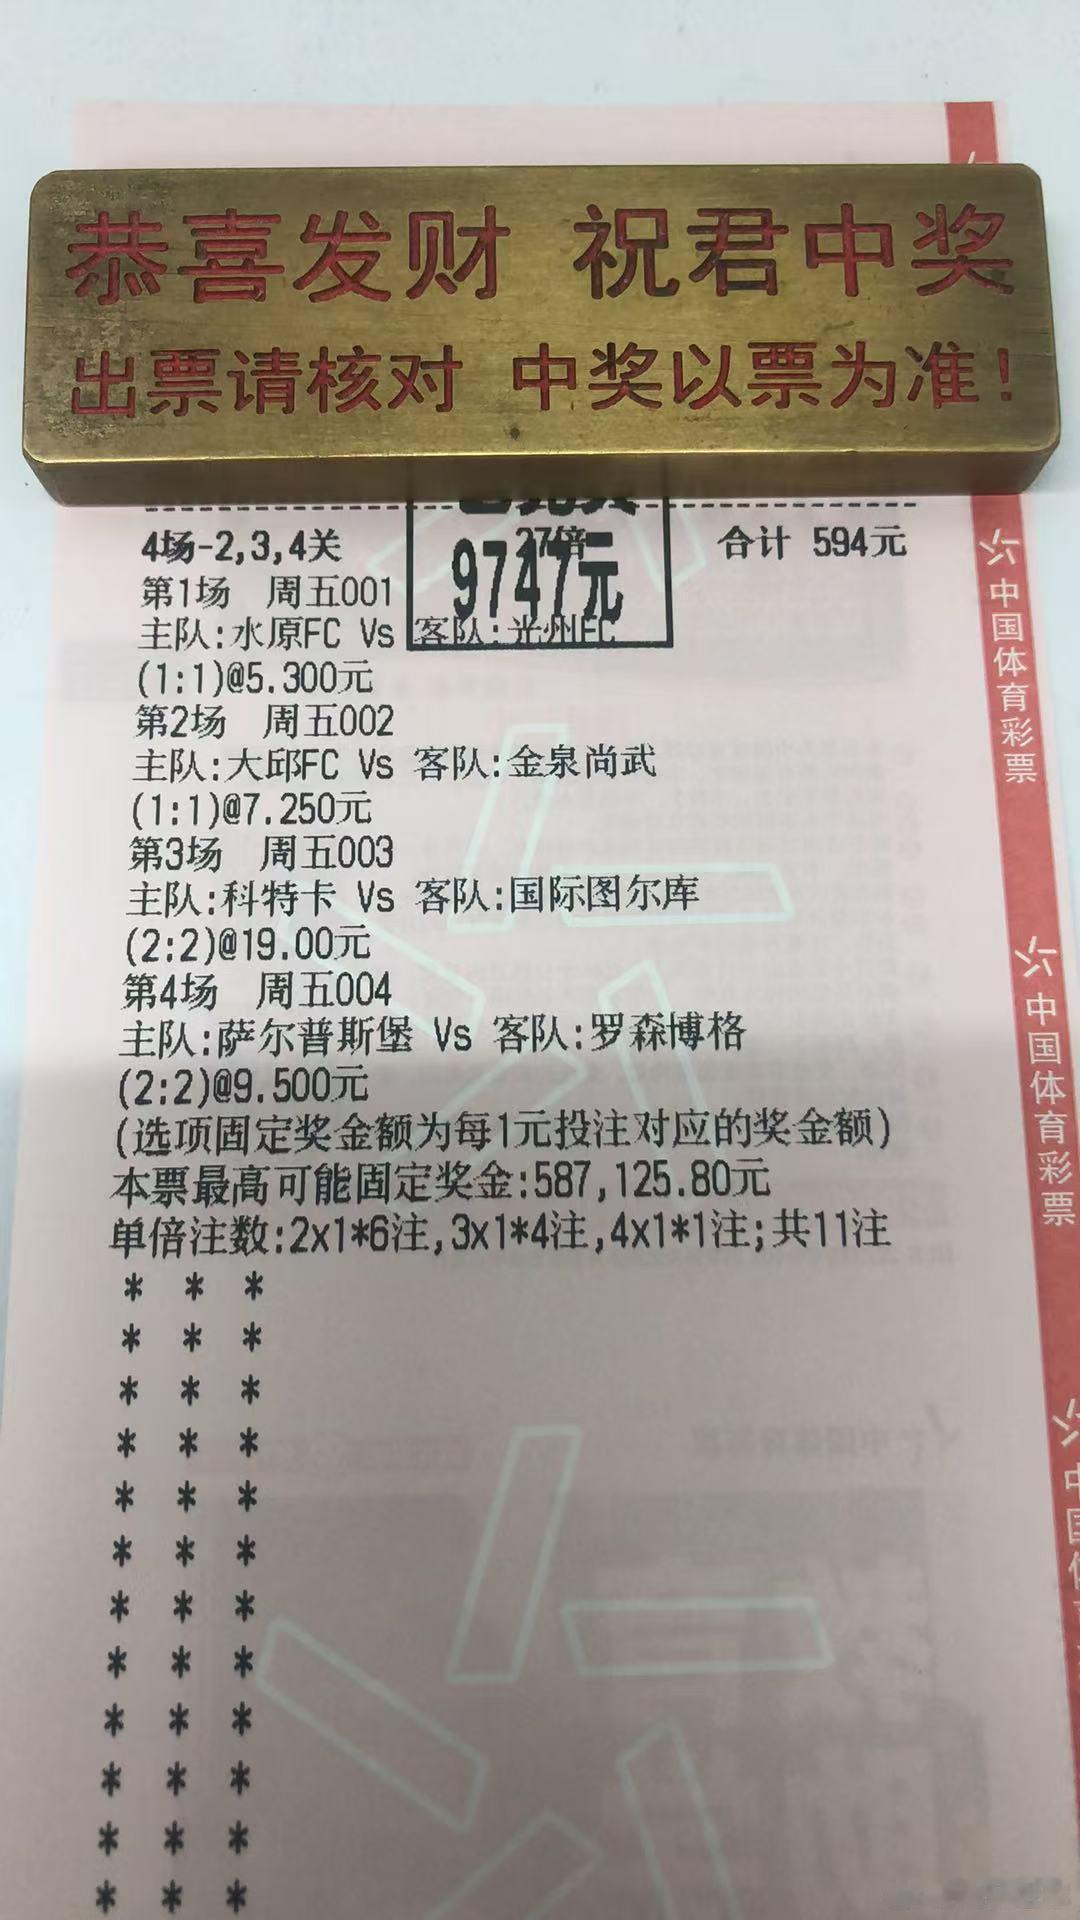 恭喜发财 祝君中奖
出票请核对 中奖以票为准!
4场-2,3,4关 27倍 合计 594元
9747元
第1场 周五001
主队:水原FC Vs 客队:光州FC
(1:1)@5.300元
第2场 周五002
主队:大邱FC Vs 客队:金泉尚武
(1:1)@7.250元
第3场 周五003
主队:科特卡 Vs 客队:国际图尔库
(2:2)@19.00元
第4场 周五004
主队:萨尔普斯堡 Vs 客队:罗森博格
(2:2)@9.500元
(选项固定奖金额为每1元投注对应的奖金额)
本票最高可能固定奖金:587,125.80元
单倍注数:2x1*6注,3x1*4注,4x1*1注;共11注
* * *
* * *
* * *
* * *
* * *
* * *
* * *
* * *
* * *
* * *
* * *
* * *
中国体育彩票
中国体育彩票
中国体